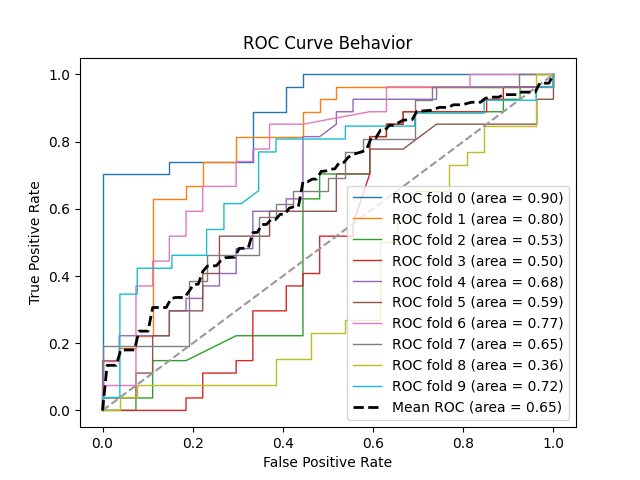 ROC Curve Behavior
True Positive Rate
1.0
0.8
0.6
0.4
0.2
0.0
ROC fold 0 (area = 0.90)
ROC fold 1 (area = 0.80)
ROC fold 2 (area = 0.53)
ROC fold 3 (area = 0.50)
ROC fold 4 (area = 0.68)
ROC fold 5 (area = 0.59)
ROC fold 6 (area = 0.77)
ROC fold 7 (area = 0.65)
ROC fold 8 (area = 0.36)
ROC fold 9 (area = 0.72)
Mean ROC (area = 0.65)
0.0 0.2 0.4 0.6 0.8 1.0
False Positive Rate